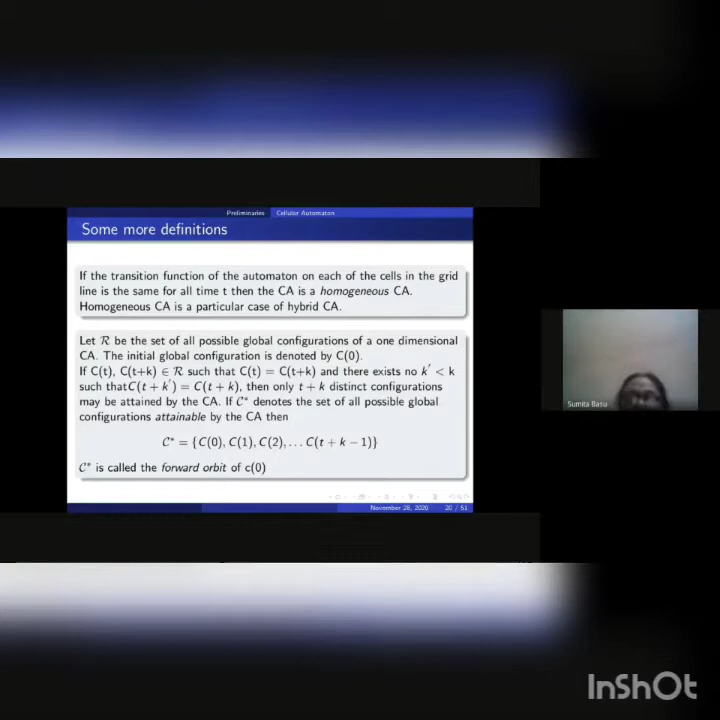 Preliminaries Cellular Automaton
Some more definitions
If the transition function of the automaton on each of the cells in the grid
line is the same for all time t then the CA is a homogeneous CA.
Homogeneous CA is a particular case of hybrid CA.
Let R be the set of all possible global configurations of a one dimensional
CA. The initial global configuration is denoted by C(0).
If C(t), C(t+k) ∈ R such that C(t) = C(t+k) and there exists no k′ < k
such thatC(t + k′) = C(t + k), then only t + k distinct configurations
may be attained by the CA. If C* denotes the set of all possible global
configurations attainable by the CA then
C* = {C(0), C(1), C(2), ... C(t + k − 1)}
C* is called the forward orbit of c(0)
November 28, 2020 20 / 51
Sumita Basu
InShOt